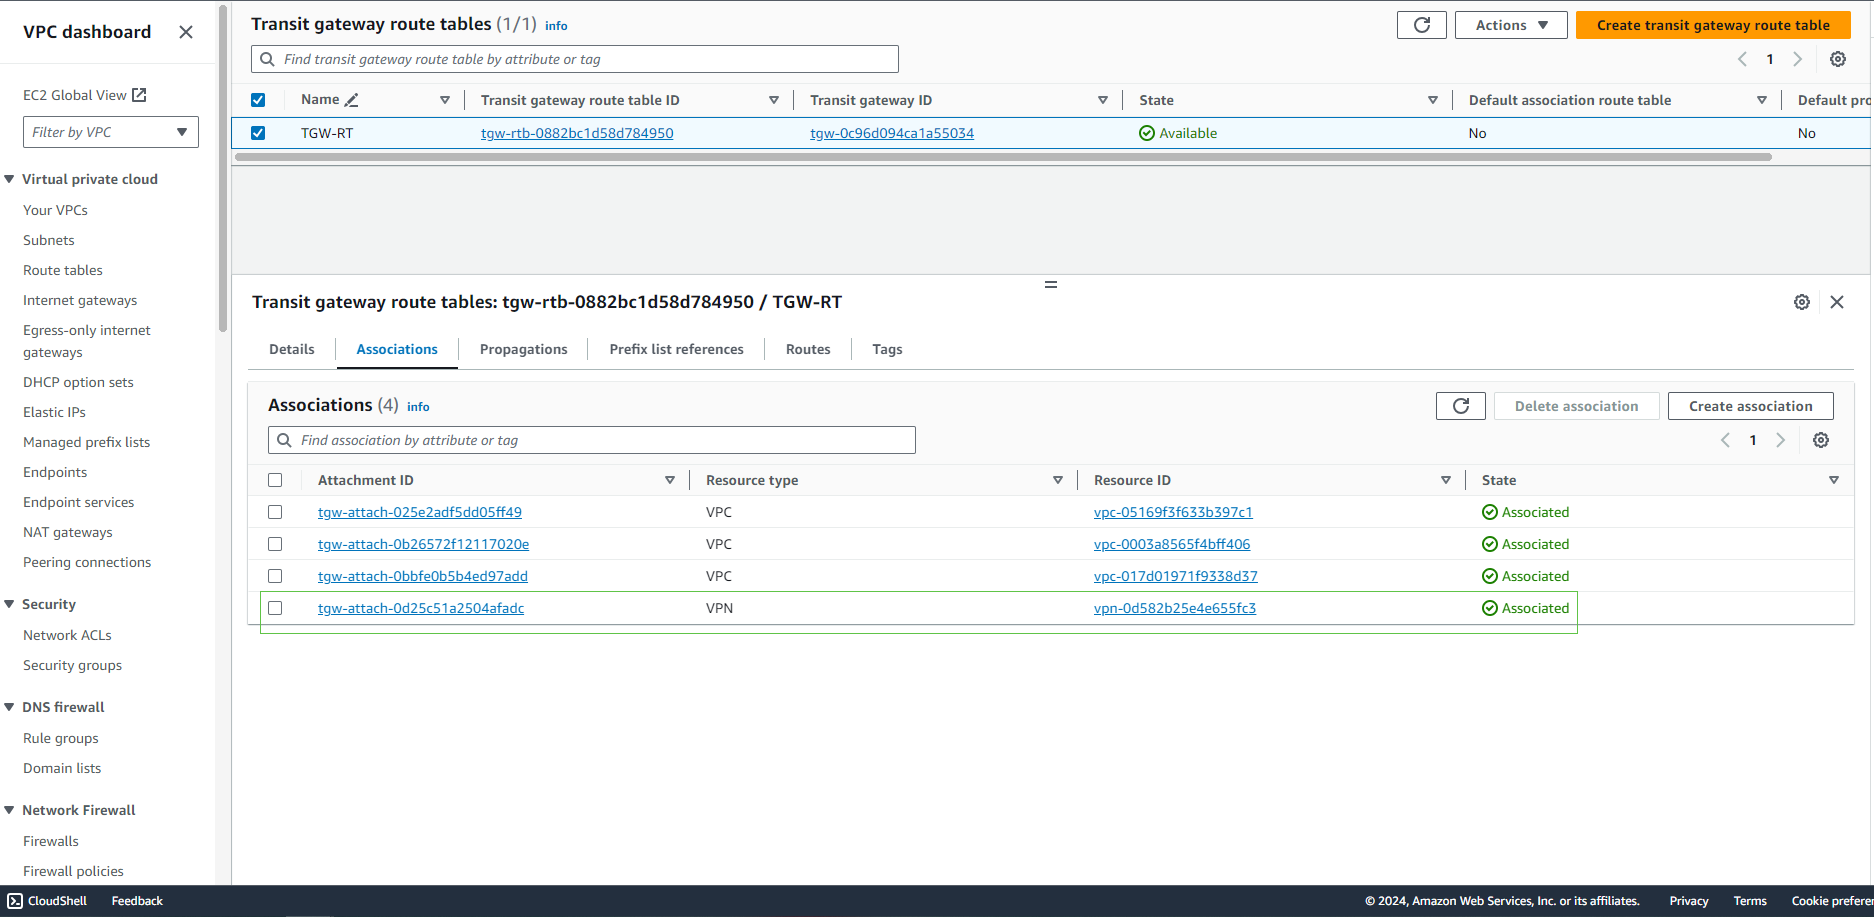 VPC dashboard
EC2 Global View
Filter by VPC
Virtual private cloud
Your VPCs
Subnets
Route tables
Internet gateways
Egress-only internet
gateways
DHCP option sets
Elastic IPs
Managed prefix lists
Endpoints
Endpoint services
NAT gateways
Peering connections
Security
Network ACLs
Security groups
DNS firewall
Rule groups
Domain lists
Network Firewall
Firewalls
Firewall policies
Transit gateway route tables (1/1) info
Actions
Create transit gateway route table
Find transit gateway route table by attribute or tag
1
Name Transit gateway route table ID Transit gateway ID State Default association route table Default pro
TGW-RT tgw-rtb-0882bc1d58d784950 tgw-0c96d094ca1a55034 Available No No
Transit gateway route tables: tgw-rtb-0882bc1d58d784950 / TGW-RT
Details Associations Propagations Prefix list references Routes Tags
Associations (4) info
Delete association Create association
Find association by attribute or tag
1
Attachment ID Resource type Resource ID State
tgw-attach-025e2adf5dd05ff49 VPC vpc-05169f3f633b397c1 Associated
tgw-attach-0b26572f12117020e VPC vpc-0003a8565f4bff406 Associated
tgw-attach-0bbfe0b5b4ed97add VPC vpc-017d01971f9338d37 Associated
tgw-attach-0d25c51a2504afadc VPN vpn-0d582b25e4e655fc3 Associated
CloudShell Feedback © 2024, Amazon Web Services, Inc. or its affiliates. Privacy Terms Cookie prefere